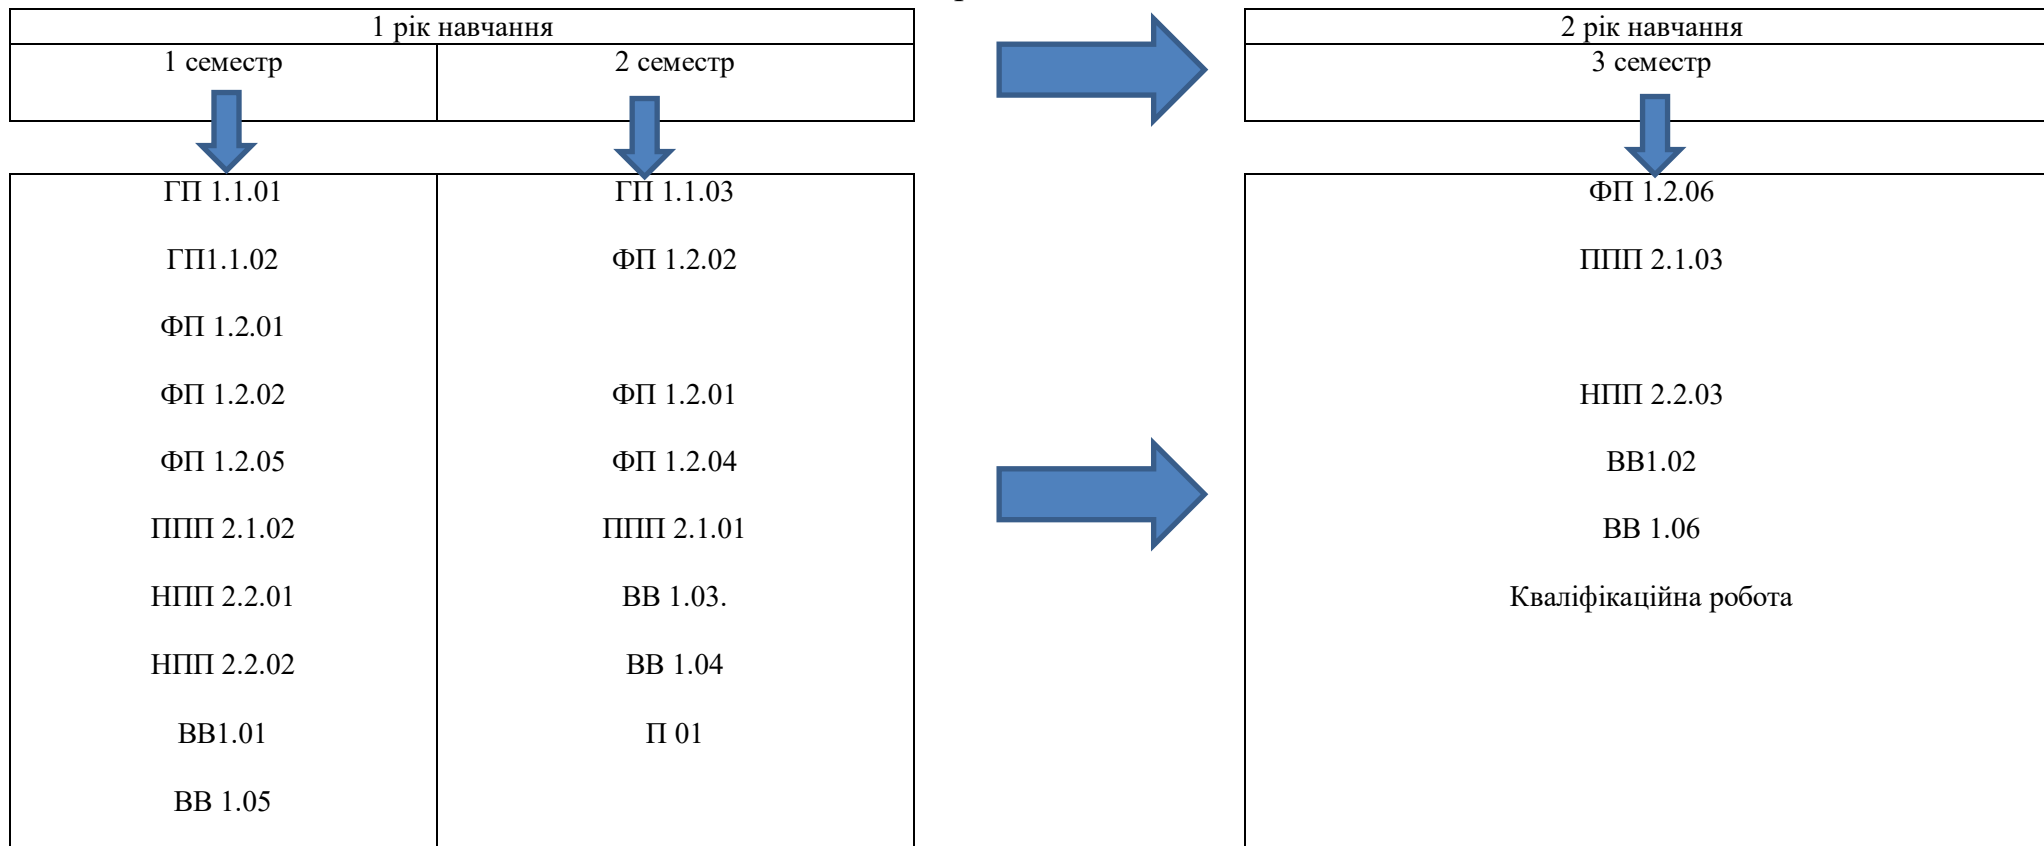 1 рік навчання
1 семестр
2 семестр
ГП 1.1.01
ГП1.1.02
ФП 1.2.01
ФП 1.2.02
ФП 1.2.05
ППП 2.1.02
НПП 2.2.01
НПП 2.2.02
ВВ1.01
ВВ 1.05
ГП 1.1.03
ФП 1.2.02
ФП 1.2.01
ФП 1.2.04
ППП 2.1.01
ВВ 1.03.
ВВ 1.04
П 01
2 рік навчання
3 семестр
ФП 1.2.06
ППП 2.1.03
НПП 2.2.03
ВВ1.02
ВВ 1.06
Кваліфікаційна робота